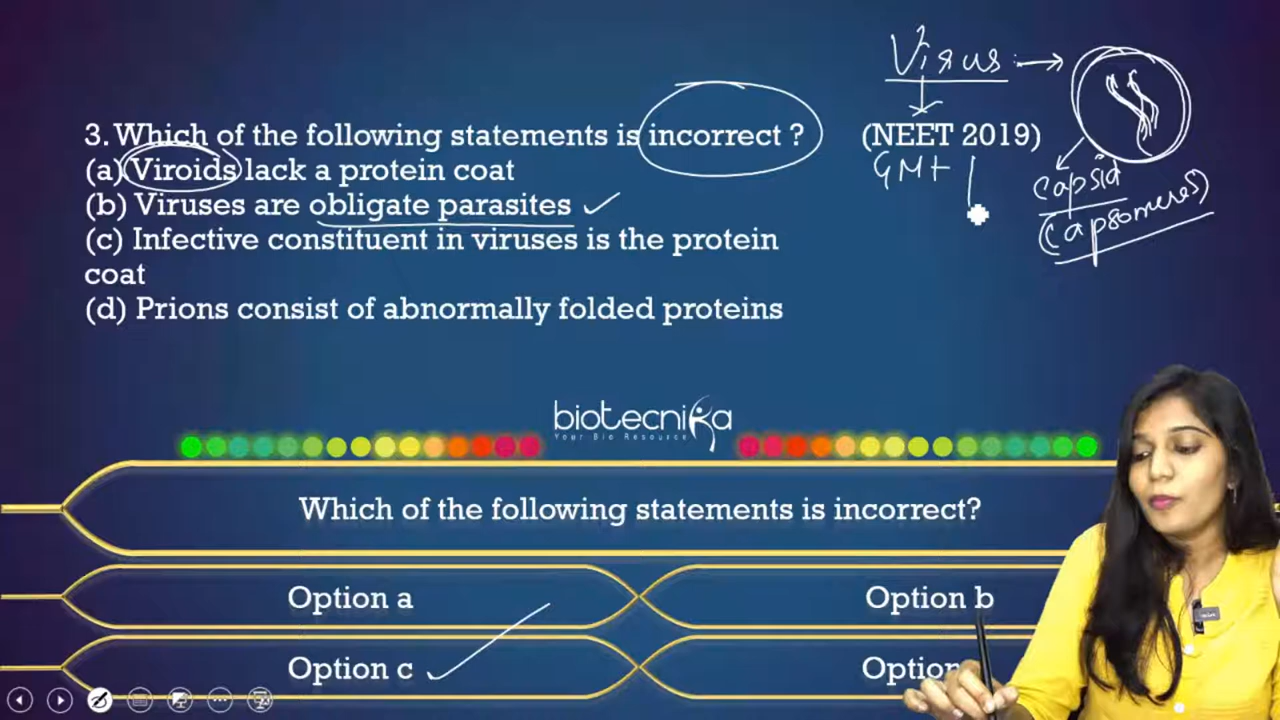 Virus →
3. Which of the following statements is incorrect ? (NEET 2019)
(a) Viroids lack a protein coat
GM+
capsid
(b) Viruses are obligate parasites
(capsomeres)
(c) Infective constituent in viruses is the protein
coat
(d) Prions consist of abnormally folded proteins
biotecnika
Your Bio Resource
Which of the following statements is incorrect?
Option a
Option b
Option c
Option